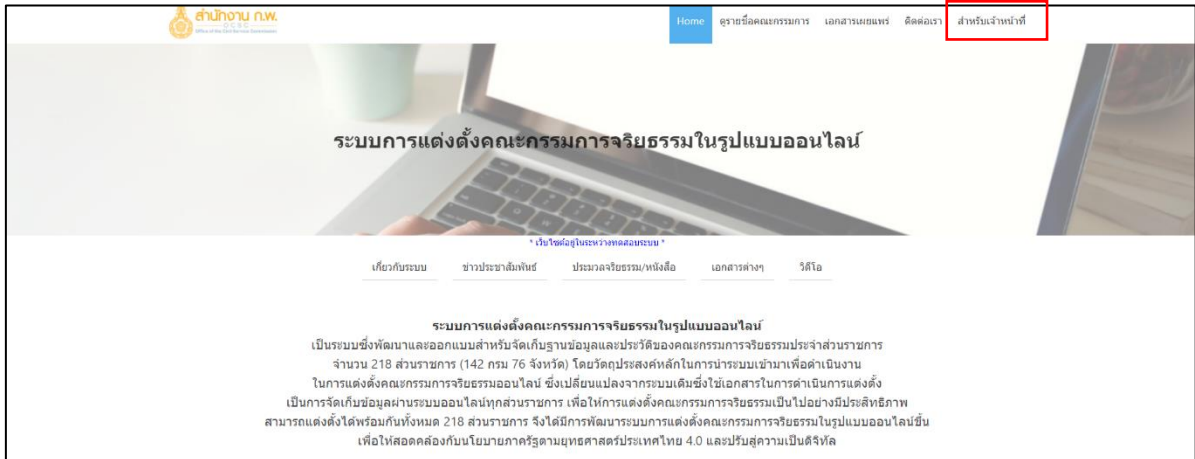 สำนักงาน ก.พ.
OCSC
Office of the Civil Service Commission
Home ดูรายชื่อคณะกรรมการ เอกสารเผยแพร่ ติดต่อเรา สำหรับเจ้าหน้าที่
ระบบการแต่งตั้งคณะกรรมการจริยธรรมในรูปแบบออนไลน์
* เว็บไซต์อยู่ในระหว่างทดสอบระบบ *
เกี่ยวกับระบบ ข่าวประชาสัมพันธ์ ประมวลจริยธรรม/หนังสือ เอกสารต่างๆ วิดีโอ
ระบบการแต่งตั้งคณะกรรมการจริยธรรมในรูปแบบออนไลน์
เป็นระบบซึ่งพัฒนาและออกแบบสำหรับจัดเก็บฐานข้อมูลและประวัติของคณะกรรมการจริยธรรมประจำส่วนราชการ
จำนวน 218 ส่วนราชการ (142 กรม 76 จังหวัด) โดยวัตถุประสงค์หลักในการนำระบบเข้ามาเพื่อดำเนินงาน
ในการแต่งตั้งคณะกรรมการจริยธรรมออนไลน์ ซึ่งเปลี่ยนแปลงจากระบบเดิมซึ่งใช้เอกสารในการดำเนินการแต่งตั้ง
เป็นการจัดเก็บข้อมูลผ่านระบบออนไลน์ทุกส่วนราชการ เพื่อให้การแต่งตั้งคณะกรรมการจริยธรรมเป็นไปอย่างมีประสิทธิภาพ
สามารถแต่งตั้งได้พร้อมกันทั้งหมด 218 ส่วนราชการ จึงได้มีการพัฒนาระบบการแต่งตั้งคณะกรรมการจริยธรรมในรูปแบบออนไลน์ขึ้น
เพื่อให้สอดคล้องกับนโยบายภาครัฐตามยุทธศาสตร์ประเทศไทย 4.0 และปรับสู่ความเป็นดิจิทัล